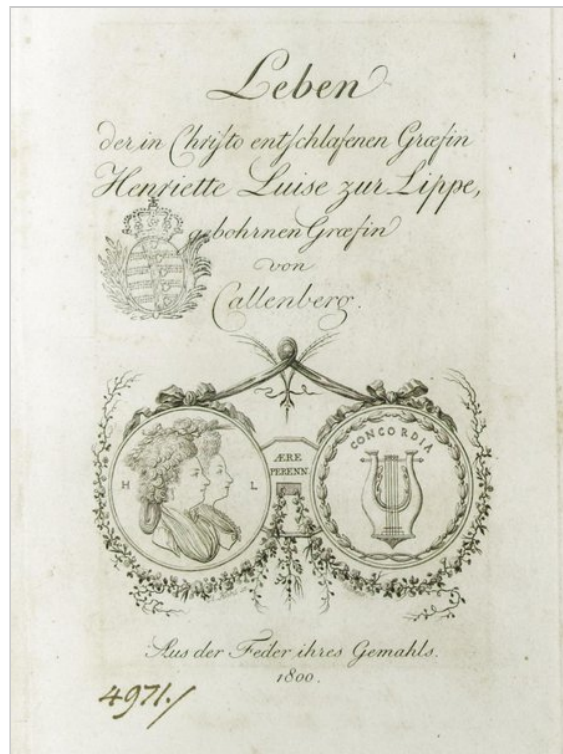 Leben
der in Chriſto entſchlafenen Græfin
Henriette Luise zur Lippe,
gebohrnen Græfin
von
Callenberg.
H L
ÆRE
PERENN.
CONCORDIA
Aus der Feder ihres Gemahls.
1800.
4971./